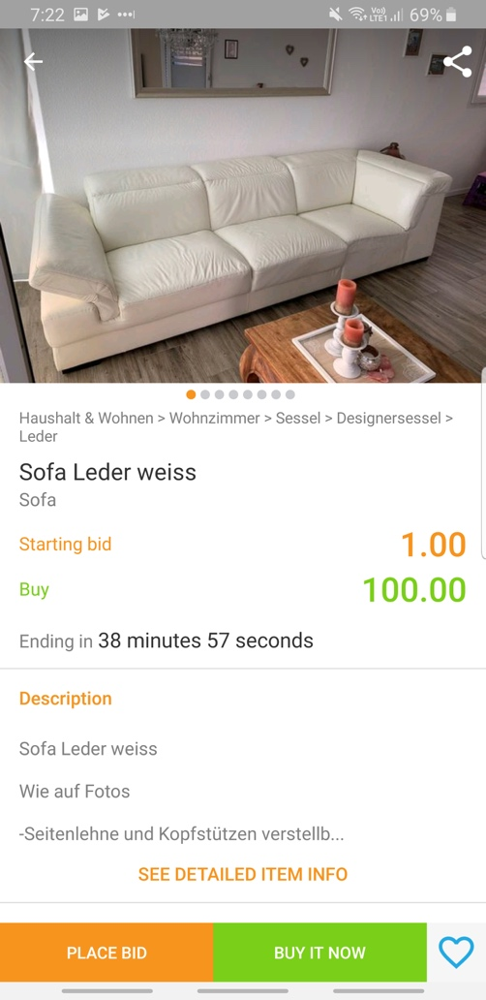 7:22 69%
Haushalt & Wohnen > Wohnzimmer > Sessel > Designersessel >
Leder
Sofa Leder weiss
Sofa
Starting bid 1.00
Buy 100.00
Ending in 38 minutes 57 seconds
Description
Sofa Leder weiss
Wie auf Fotos
-Seitenlehne und Kopfstützen verstellb...
SEE DETAILED ITEM INFO
PLACE BID BUY IT NOW